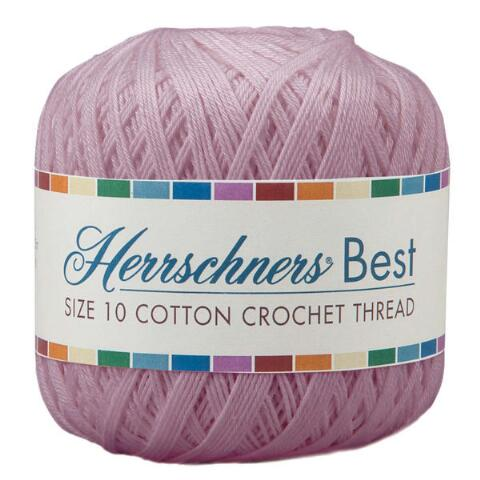 Herrschners® Best
SIZE 10 COTTON CROCHET THREAD